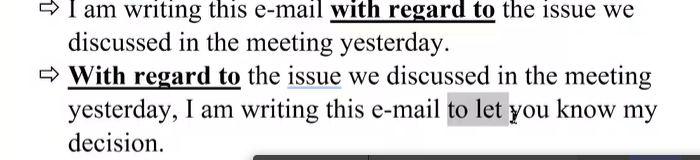 ⇨ I am writing this e-mail with regard to the issue we
discussed in the meeting yesterday.
⇨ With regard to the issue we discussed in the meeting
yesterday, I am writing this e-mail to let you know my
decision.